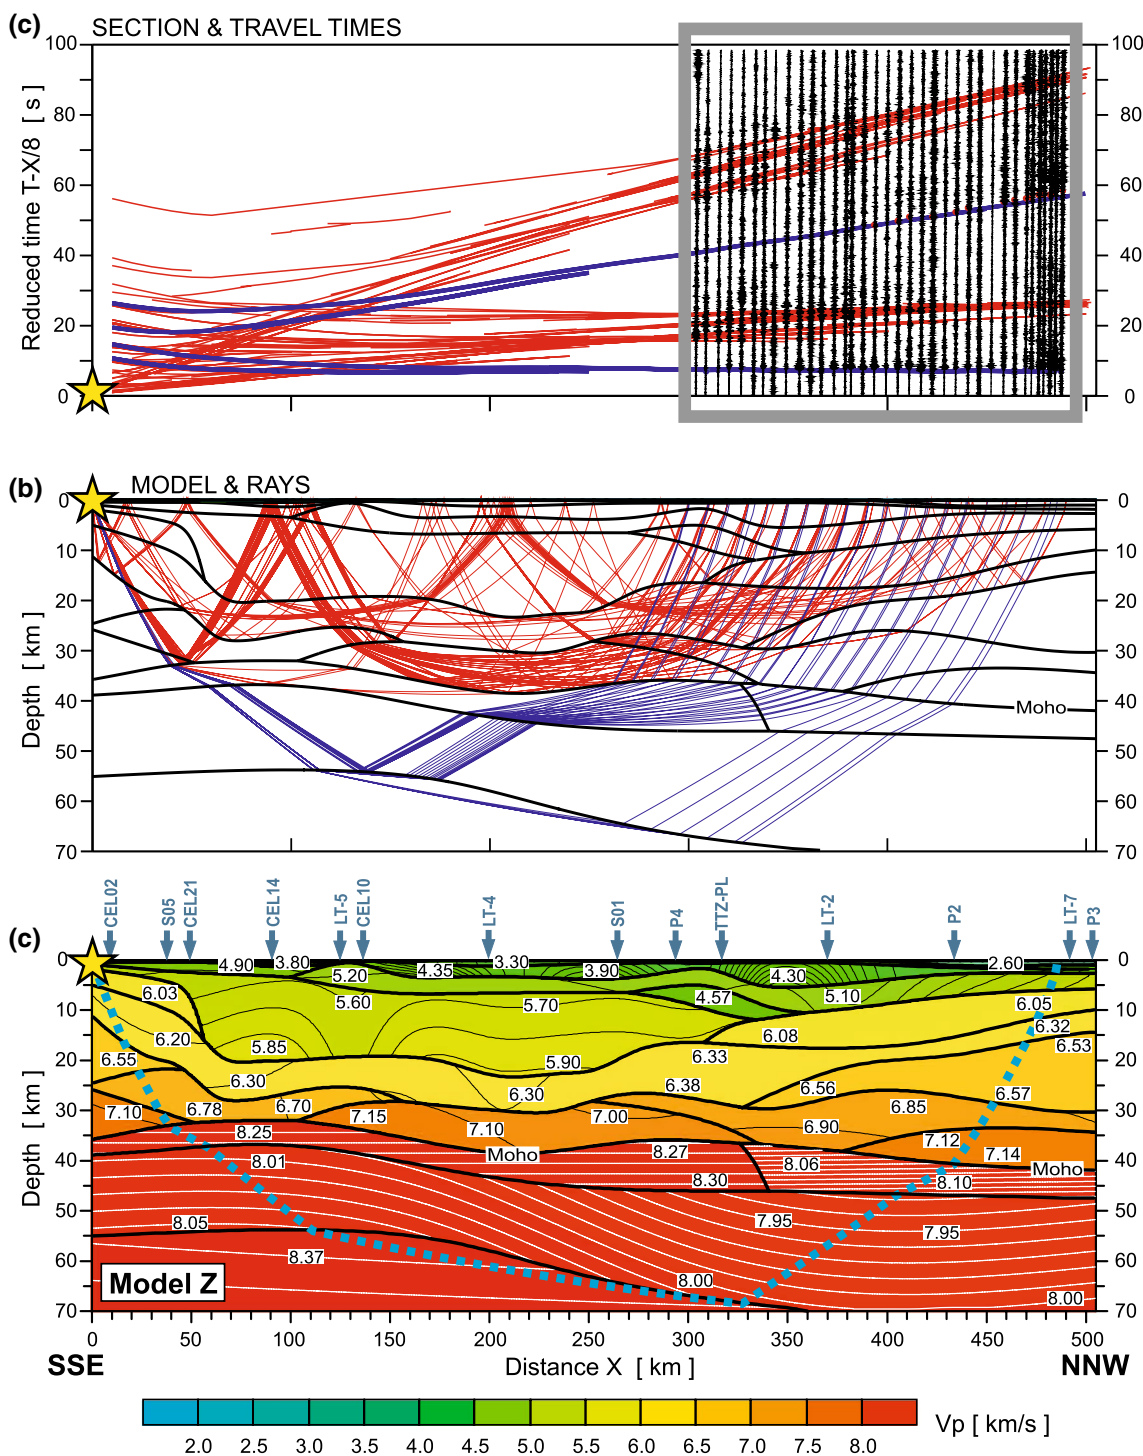 (c) SECTION & TRAVEL TIMES
100 100
80 80
60 60
40 40
20 20
0 0
Reduced time T-X/8 [ s ]
(b) MODEL & RAYS
0 0
10 10
20 20
30 30
40 40
50 50
60 60
70 70
Depth [ km ]
Moho
CEL02 S05 CEL21 CEL14 LT-5 CEL10 LT-4 S01 P4 TTZ-PL LT-2 P2 LT-7 P3
(c)
0 4.90 3.80 5.20 4.35 3.30 3.90 4.30 2.60 0
6.03 5.60 5.70 4.57 5.10 6.05
10 10
6.20 5.85 6.08 6.32
6.55 5.90 6.33 6.53
20 20
6.30 6.30 6.38 6.56 6.57
7.10 6.78 6.70 7.15 7.00 6.85
30 30
8.25 7.10 6.90 7.12
8.01 Moho 8.27 8.06 7.14 Moho
40 40
8.30 8.10
50 50
8.05 7.95 7.95
8.37
60 60
Model Z 8.00 8.00
70 70
Depth [ km ]
0 50 100 150 200 250 300 350 400 450 500
SSE Distance X [ km ] NNW
Vp [ km/s ]
2.0 2.5 3.0 3.5 4.0 4.5 5.0 5.5 6.0 6.5 7.0 7.5 8.0